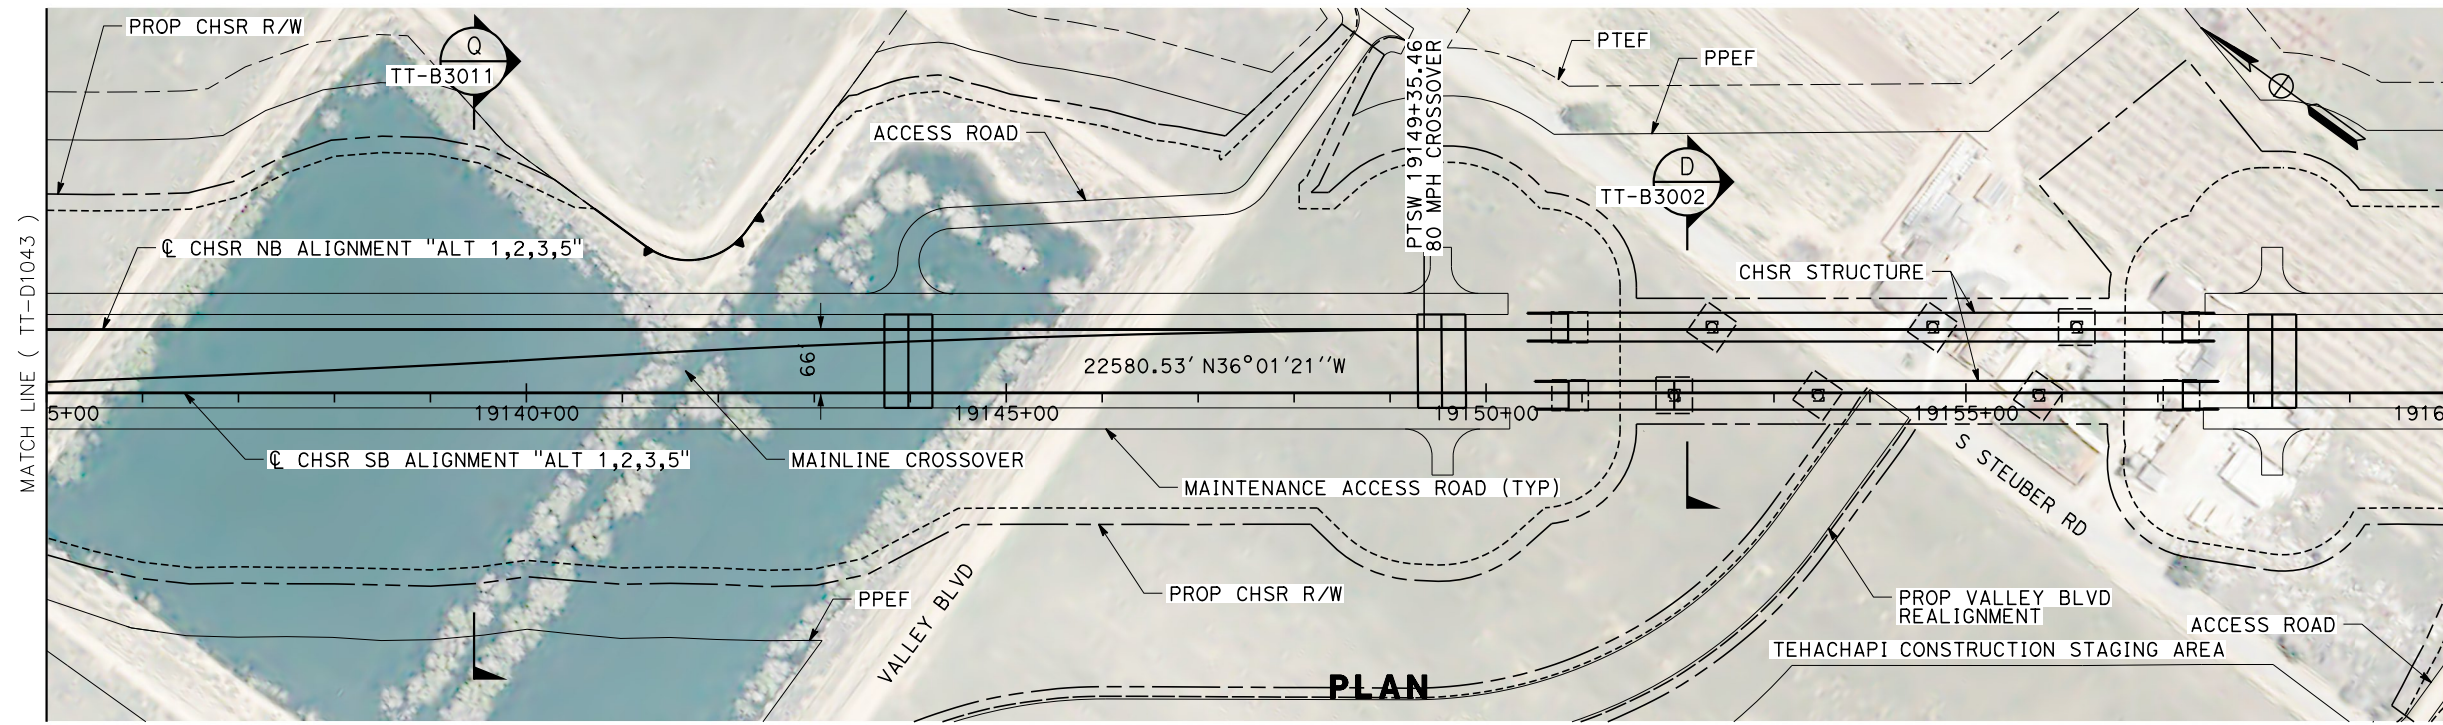 PROP CHSR R/W
Q
TT-B3011
ACCESS ROAD
PTSW 19149+35.46
80 MPH CROSSOVER
PTEF
PPEF
D
TT-B3002
MATCH LINE ( TT-D1043 )
℄ CHSR NB ALIGNMENT "ALT 1,2,3,5"
CHSR STRUCTURE
66'
22580.53' N36°01'21''W
5+00
19140+00
19145+00
19150+00
19155+00
1916
℄ CHSR SB ALIGNMENT "ALT 1,2,3,5"
MAINLINE CROSSOVER
MAINTENANCE ACCESS ROAD (TYP)
S STEUBER RD
VALLEY BLVD
PPEF
PROP CHSR R/W
PROP VALLEY BLVD
REALIGNMENT
ACCESS ROAD
TEHACHAPI CONSTRUCTION STAGING AREA
PLAN